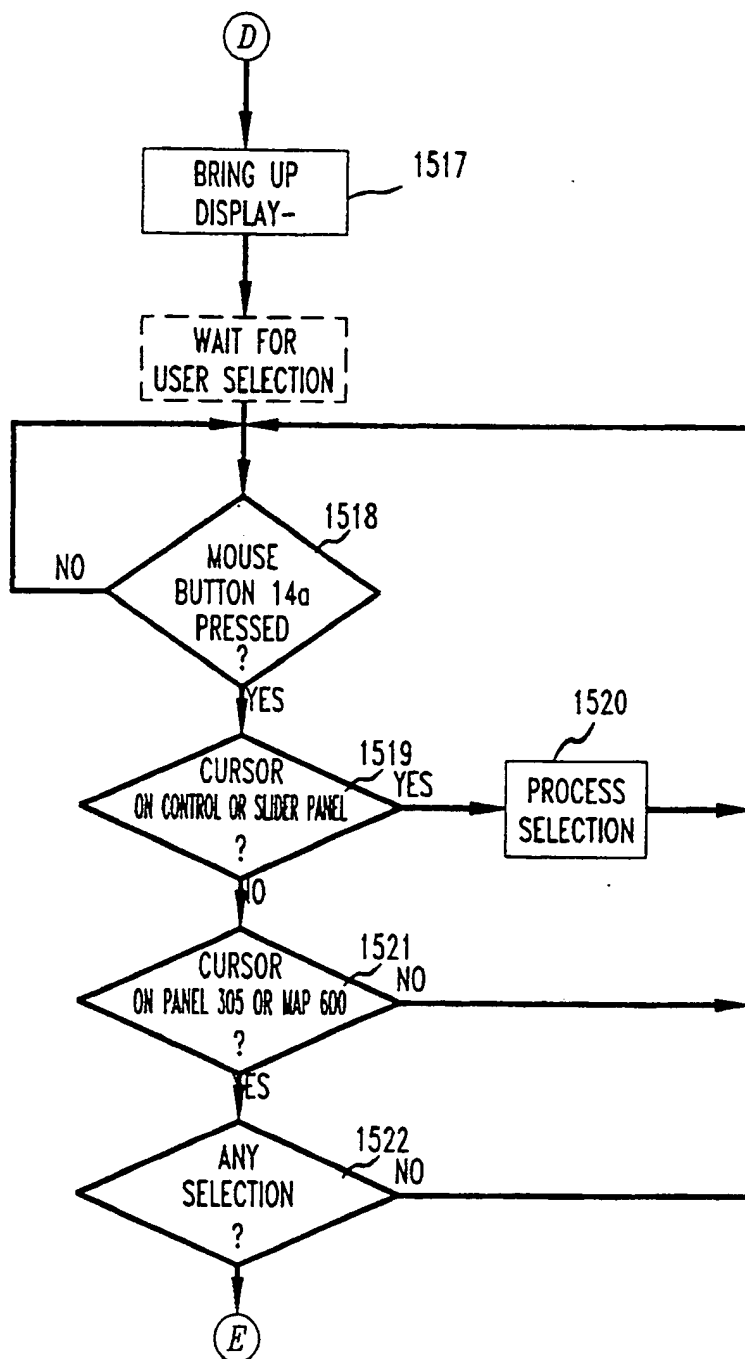 D
BRING UP
DISPLAY-
1517
WAIT FOR
USER SELECTION
1518
MOUSE
BUTTON 14a
PRESSED
?
NO
YES
1519
CURSOR
ON CONTROL OR SLIDER PANEL
?
YES
1520
PROCESS
SELECTION
NO
1521
CURSOR
ON PANEL 305 OR MAP 600
?
NO
YES
1522
ANY
SELECTION
?
NO
E